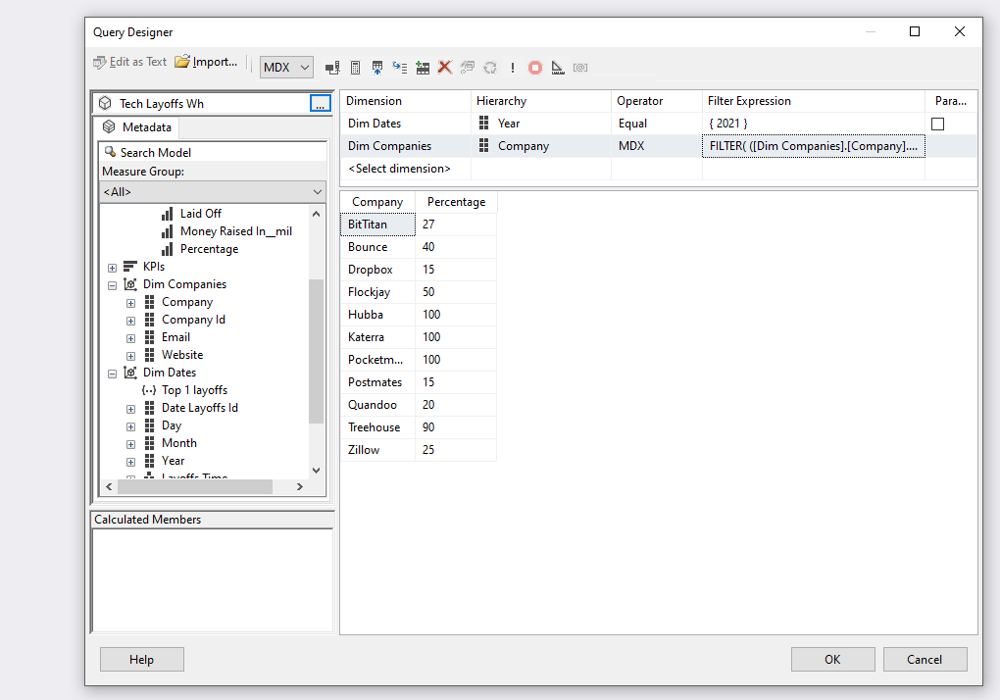 Query Designer
Edit as Text Import... MDX
Tech Layoffs Wh ...
Metadata
Search Model
Measure Group:
<All>
Laid Off
Money Raised In__mil
Percentage
KPIs
Dim Companies
Company
Company Id
Email
Website
Dim Dates
Top 1 layoffs
Date Layoffs Id
Day
Month
Year
Layoffs Time
Calculated Members
Dimension Hierarchy Operator Filter Expression Para...
Dim Dates Year Equal { 2021 }
Dim Companies Company MDX FILTER( ([Dim Companies].[Company]....
<Select dimension>
Company Percentage
BitTitan 27
Bounce 40
Dropbox 15
Flockjay 50
Hubba 100
Katerra 100
Pocketm... 100
Postmates 15
Quandoo 20
Treehouse 90
Zillow 25
Help OK Cancel